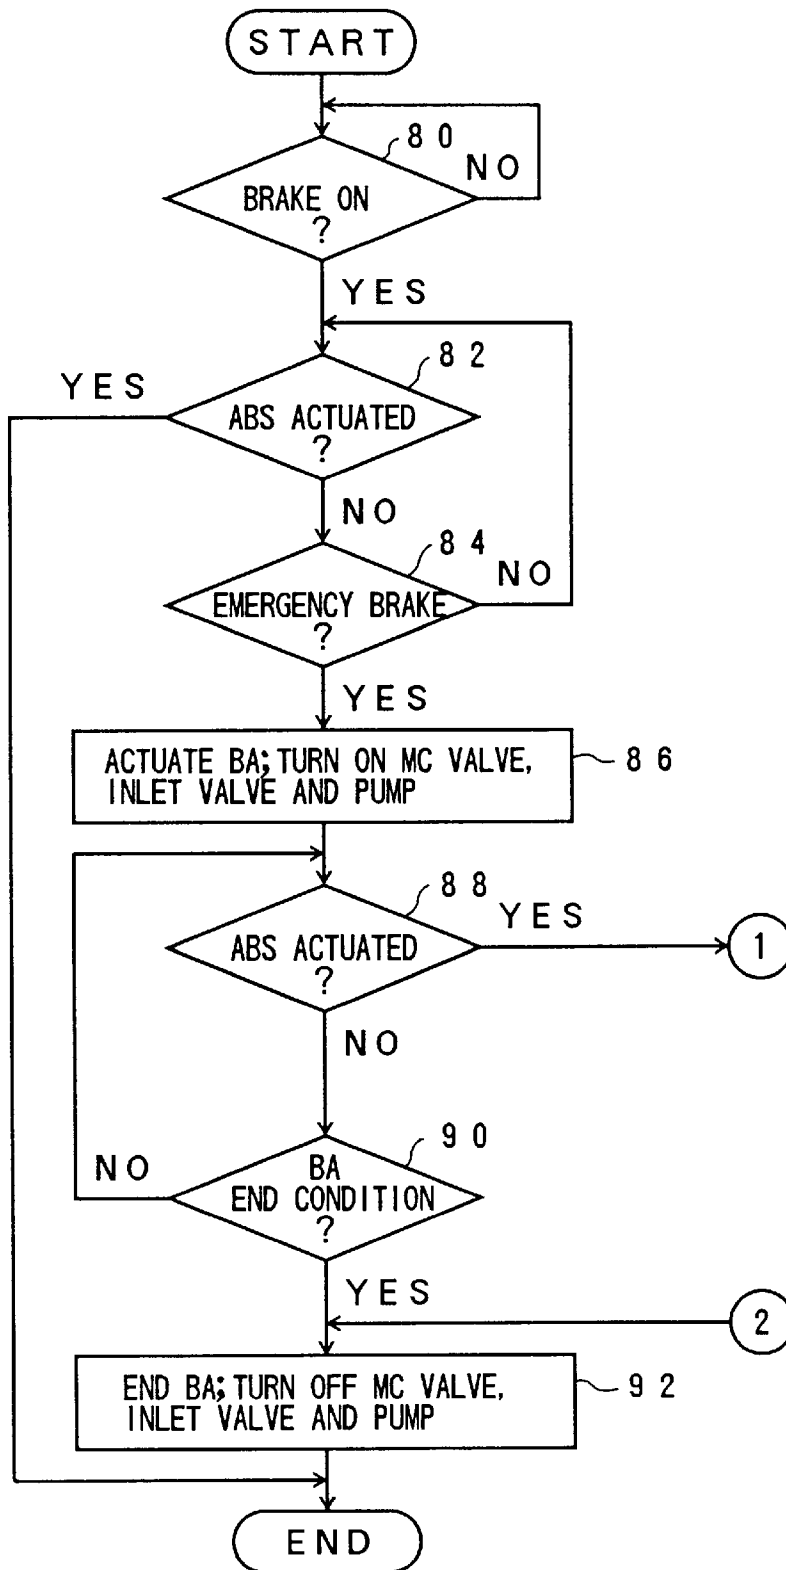 START
80
NO
BRAKE ON
?
YES
82
YES
ABS ACTUATED
?
NO
84
NO
EMERGENCY BRAKE
?
YES
ACTUATE BA;TURN ON MC VALVE,
INLET VALVE AND PUMP
86
88
YES
ABS ACTUATED
?
1
NO
90
NO
BA
END CONDITION
?
YES
2
END BA;TURN OFF MC VALVE,
INLET VALVE AND PUMP
92
END